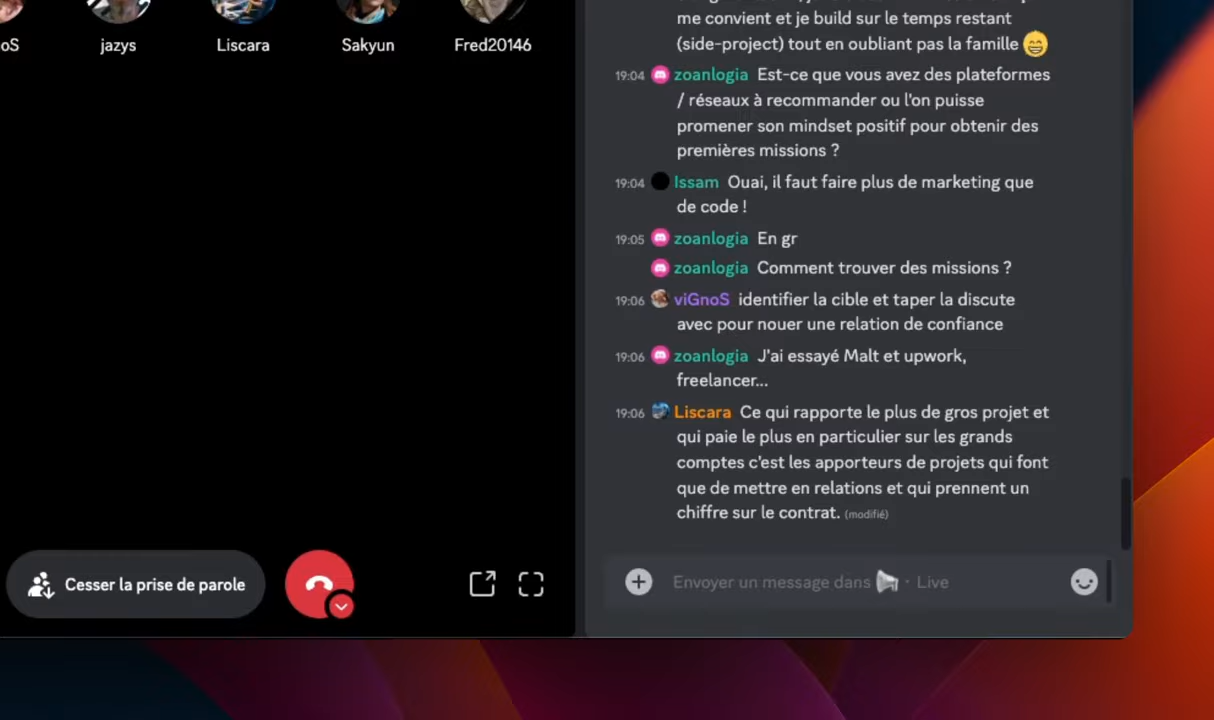 oS
jazys
Liscara
Sakyun
Fred20146
me convient et je build sur le temps restant
(side-project) tout en oubliant pas la famille 😁
19:04 zoanlogia Est-ce que vous avez des plateformes
/ réseaux à recommander ou l'on puisse
promener son mindset positif pour obtenir des
premières missions ?
19:04 Issam Ouai, il faut faire plus de marketing que
de code !
19:05 zoanlogia En gr
zoanlogia Comment trouver des missions ?
19:06 viGnoS identifier la cible et taper la discute
avec pour nouer une relation de confiance
19:06 zoanlogia J'ai essayé Malt et upwork,
freelancer...
19:06 Liscara Ce qui rapporte le plus de gros projet et
qui paie le plus en particulier sur les grands
comptes c'est les apporteurs de projets qui font
que de mettre en relations et qui prennent un
chiffre sur le contrat. (modifié)
Cesser la prise de parole
Envoyer un message dans 📢 · Live